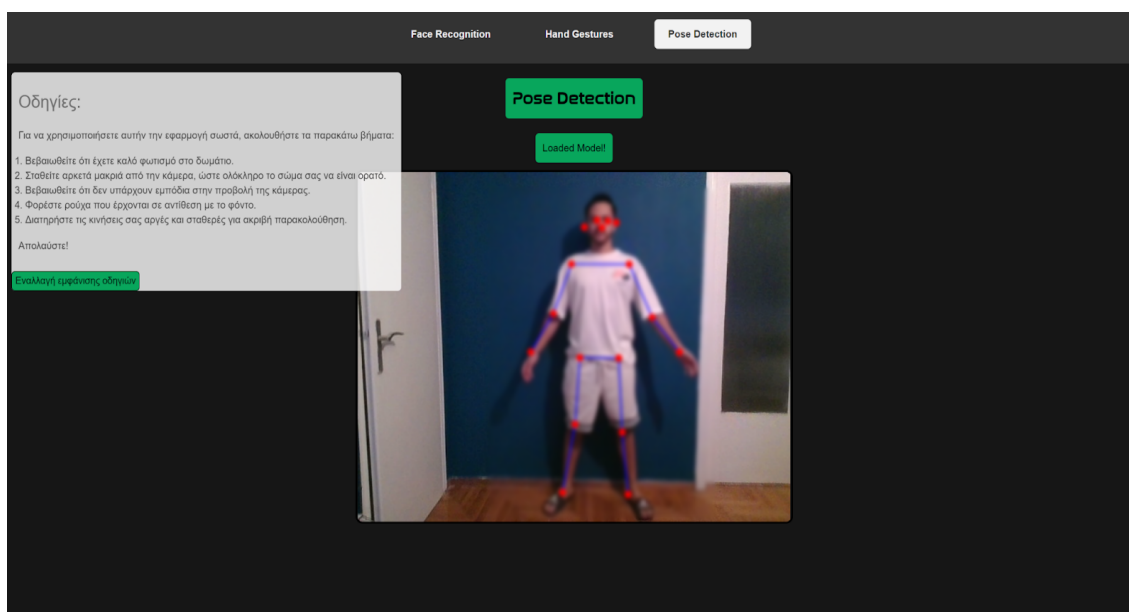 Face Recognition
Hand Gestures
Pose Detection
Pose Detection
Loaded Model!
Οδηγίες:
Για να χρησιμοποιήσετε αυτήν την εφαρμογή σωστά, ακολουθήστε τα παρακάτω βήματα:
1. Βεβαιωθείτε ότι έχετε καλό φωτισμό στο δωμάτιο.
2. Σταθείτε αρκετά μακριά από την κάμερα, ώστε ολόκληρο το σώμα σας να είναι ορατό.
3. Βεβαιωθείτε ότι δεν υπάρχουν εμπόδια στην προβολή της κάμερας.
4. Φορέστε ρούχα που έρχονται σε αντίθεση με το φόντο.
5. Διατηρήστε τις κινήσεις σας αργές και σταθερές για ακριβή παρακολούθηση.
Απολαύστε!
Εναλλαγή εμφάνισης οδηγιών